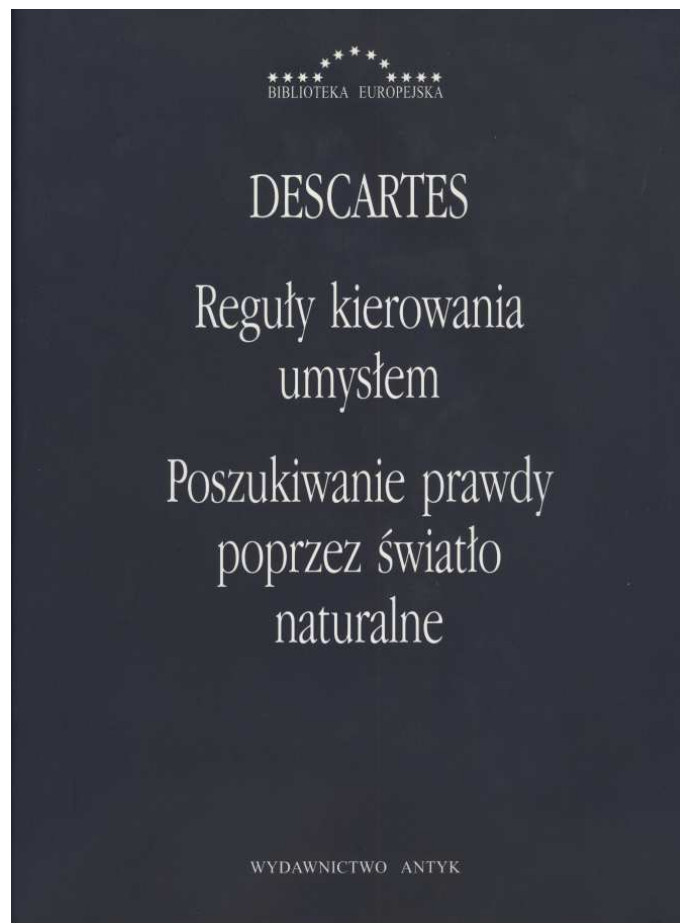 BIBLIOTEKA EUROPEJSKA
DESCARTES
Reguły kierowania
umysłem
Poszukiwanie prawdy
poprzez światło
naturalne
WYDAWNICTWO ANTYK